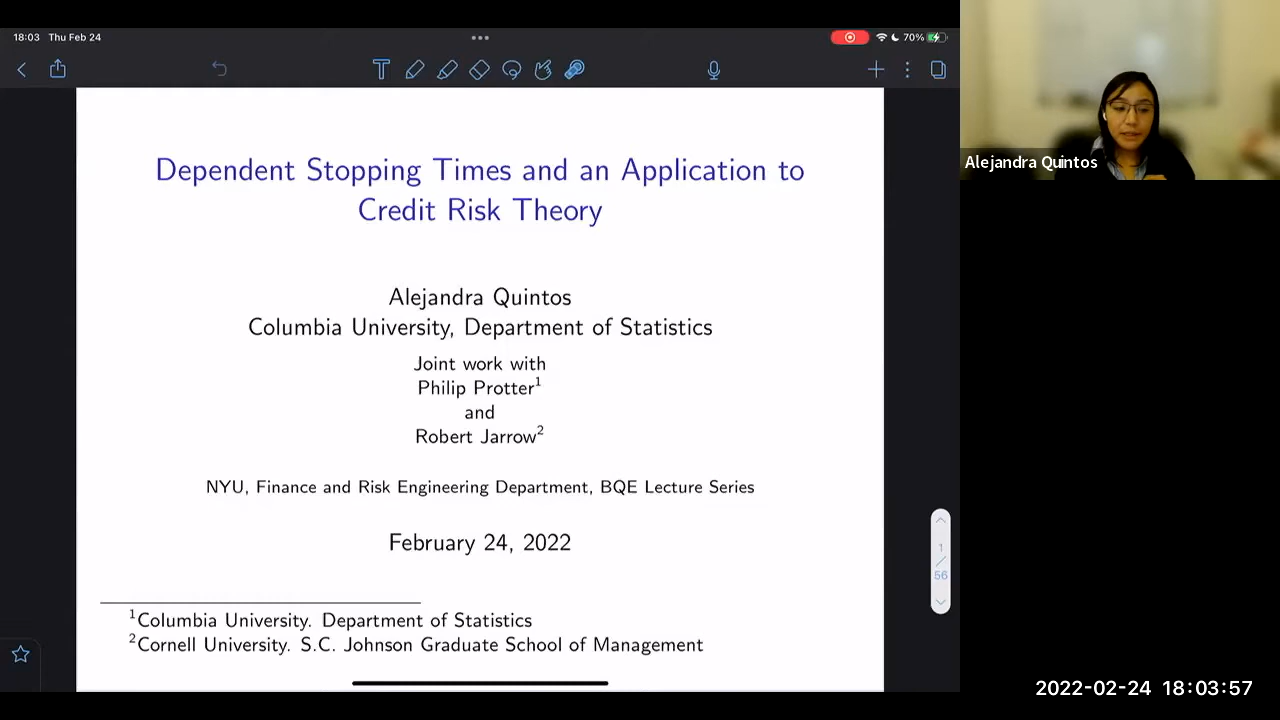 18:03 Thu Feb 24
70%
Dependent Stopping Times and an Application to
Credit Risk Theory
Alejandra Quintos
Columbia University, Department of Statistics
Joint work with
Philip Protter¹
and
Robert Jarrow²
NYU, Finance and Risk Engineering Department, BQE Lecture Series
February 24, 2022
¹Columbia University. Department of Statistics
²Cornell University. S.C. Johnson Graduate School of Management
1
/
56
Alejandra Quintos
2022-02-24 18:03:57